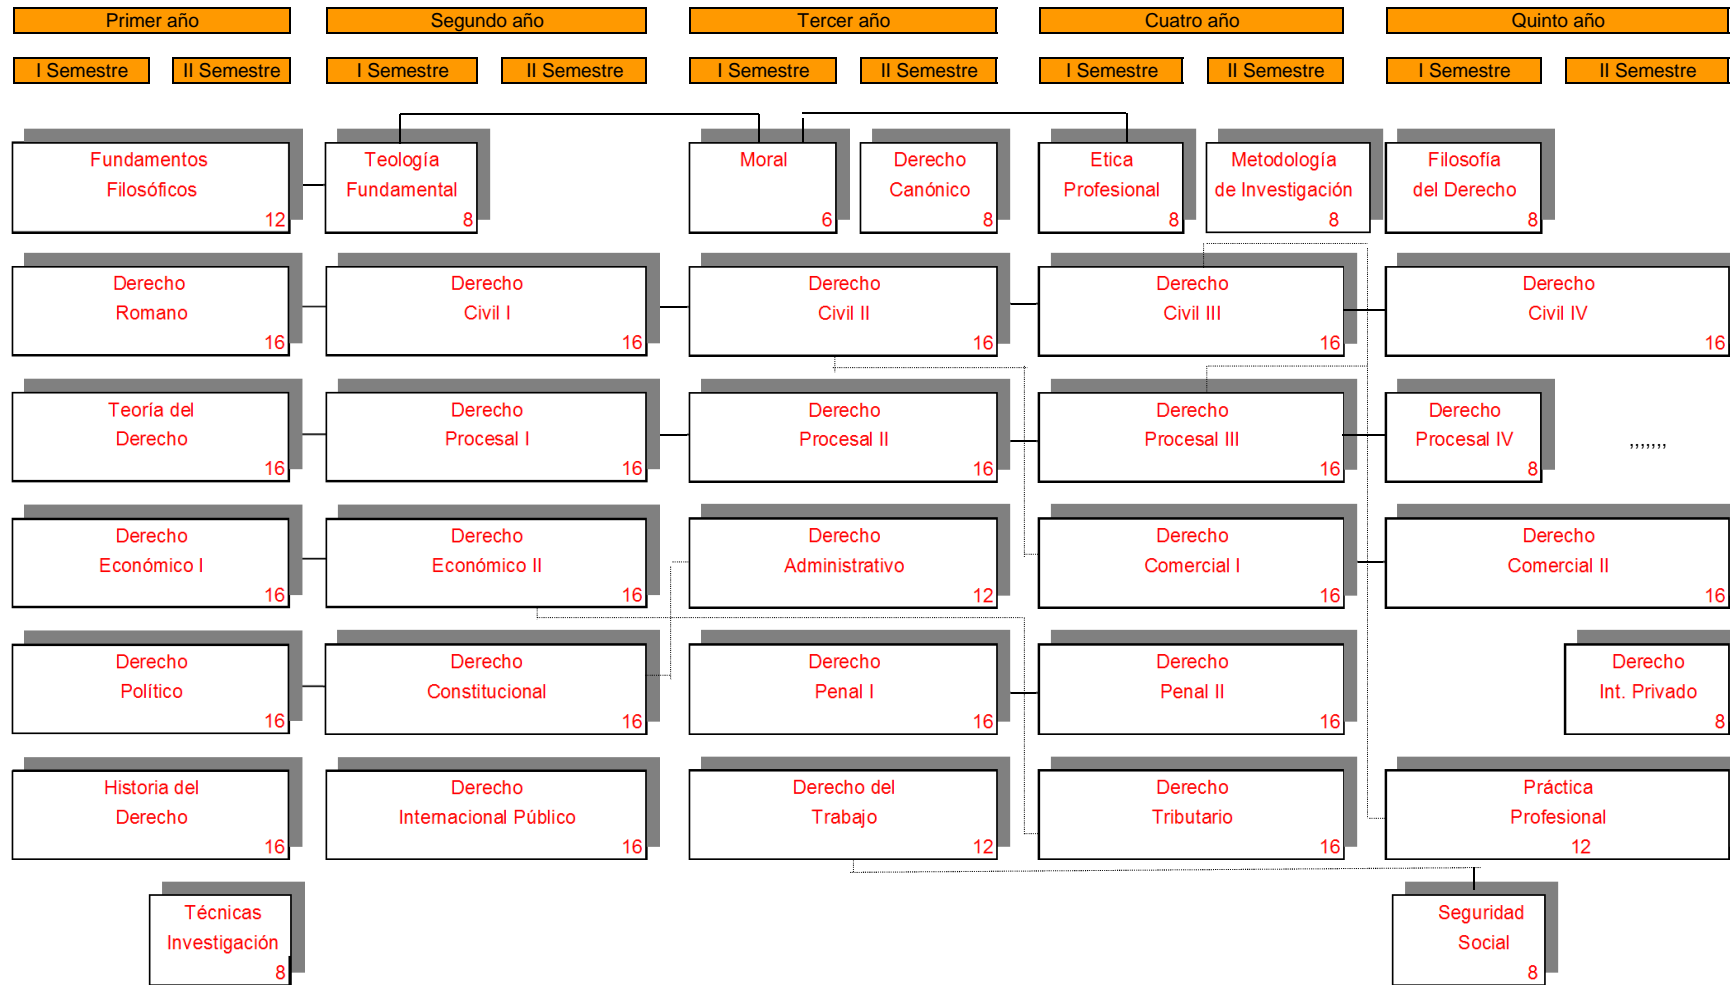 Primer año
Segundo año
Tercer año
Cuatro año
Quinto año
I Semestre
II Semestre
I Semestre
II Semestre
I Semestre
II Semestre
I Semestre
II Semestre
I Semestre
II Semestre
Fundamentos
Filosóficos
12
Teología
Fundamental
8
Moral
6
Derecho
Canónico
8
Etica
Profesional
8
Metodología
de Investigación
8
Filosofía
del Derecho
8
Derecho
Romano
16
Derecho
Civil I
16
Derecho
Civil II
16
Derecho
Civil III
16
Derecho
Civil IV
16
Teoría del
Derecho
16
Derecho
Procesal I
16
Derecho
Procesal II
16
Derecho
Procesal III
16
Derecho
Procesal IV
8
,,,,,,,
Derecho
Económico I
16
Derecho
Económico II
16
Derecho
Administrativo
12
Derecho
Comercial I
16
Derecho
Comercial II
16
Derecho
Político
16
Derecho
Constitucional
16
Derecho
Penal I
16
Derecho
Penal II
16
Derecho
Int. Privado
8
Historia del
Derecho
16
Derecho
Internacional Público
16
Derecho del
Trabajo
12
Derecho
Tributario
16
Práctica
Profesional
12
Técnicas
Investigación
8
Seguridad
Social
8